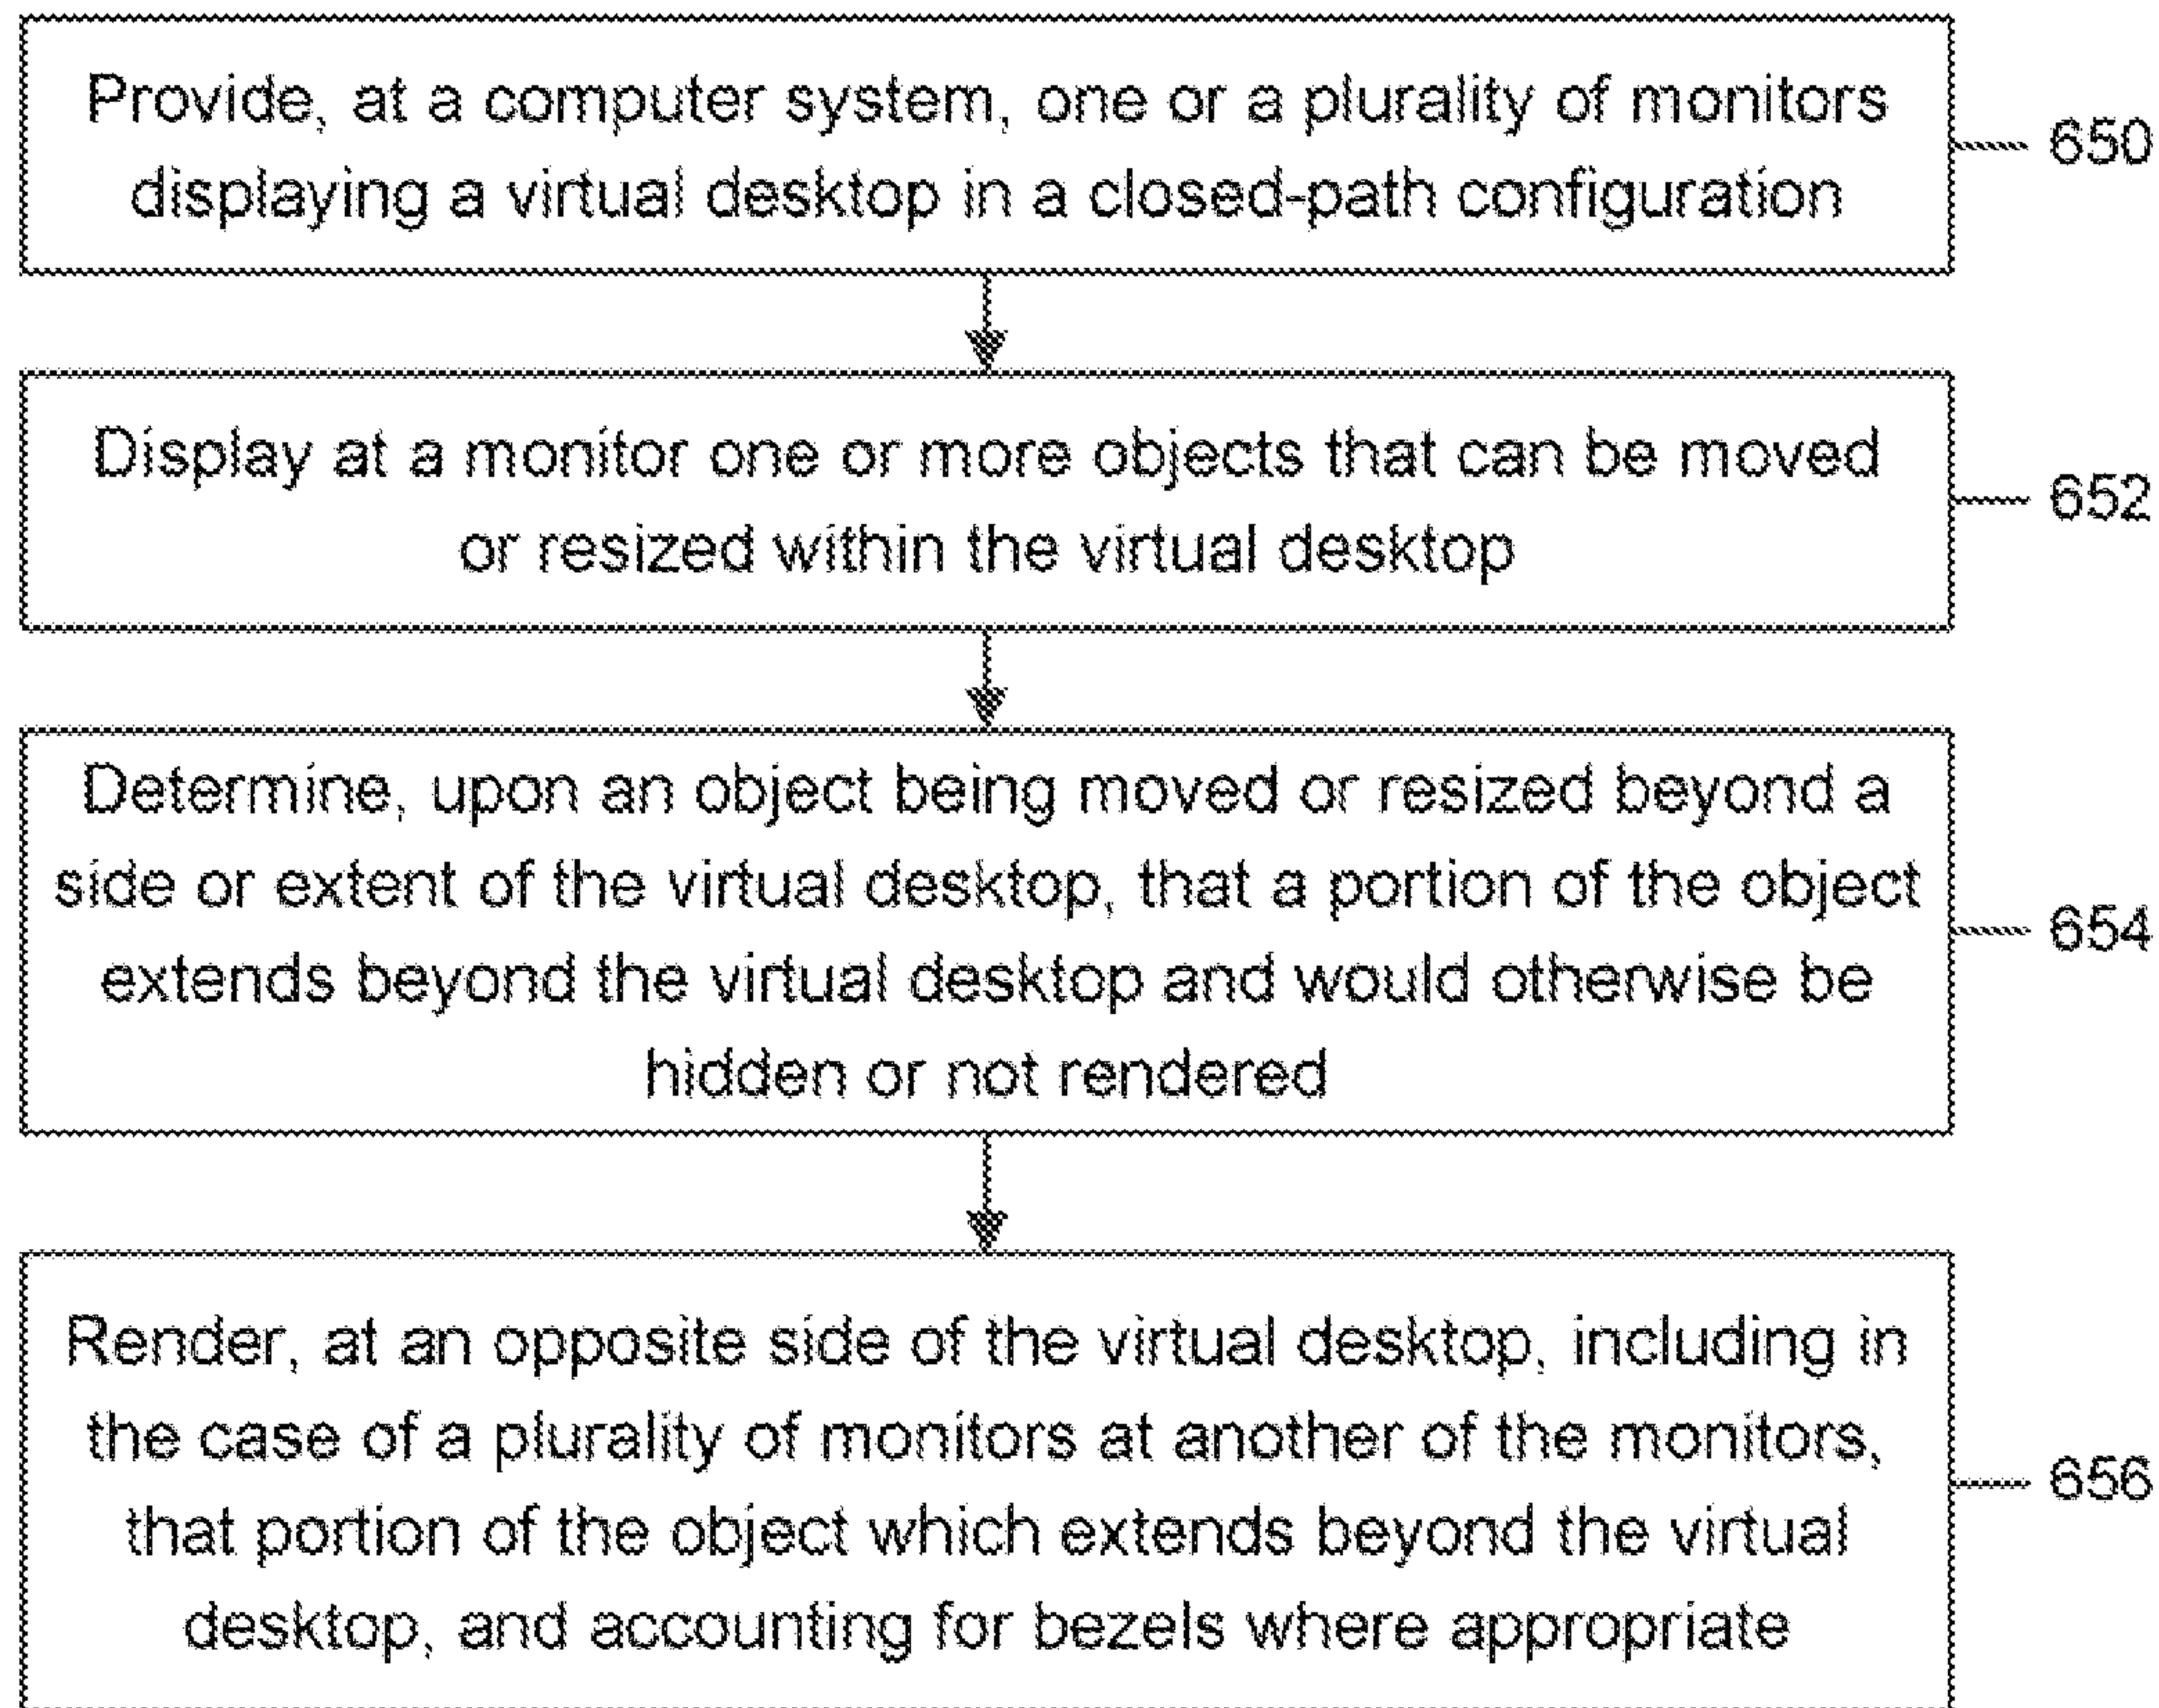 Provide, at a computer system, one or a plurality of monitors
displaying a virtual desktop in a closed-path configuration
650
Display at a monitor one or more objects that can be moved
or resized within the virtual desktop
652
Determine, upon an object being moved or resized beyond a
side or extent of the virtual desktop, that a portion of the object
extends beyond the virtual desktop and would otherwise be
hidden or not rendered
654
Render, at an opposite side of the virtual desktop, including in
the case of a plurality of monitors at another of the monitors,
that portion of the object which extends beyond the virtual
desktop, and accounting for bezels where appropriate
656